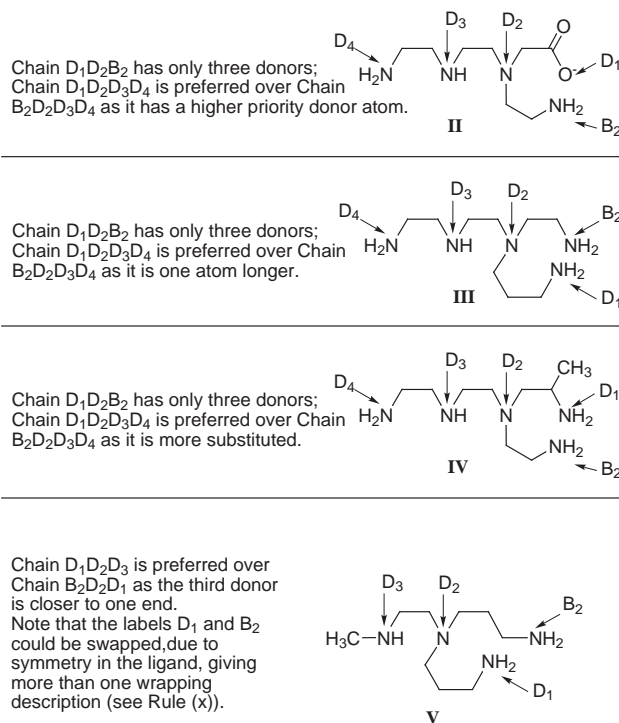 Chain D1D2B2 has only three donors;
Chain D1D2D3D4 is preferred over Chain
B2D2D3D4 as it has a higher priority donor atom.
D4
D3
D2
O
D1
O-
H2N
NH
N
NH2
B2
II
Chain D1D2B2 has only three donors;
Chain D1D2D3D4 is preferred over Chain
B2D2D3D4 as it is one atom longer.
D4
D3
D2
B2
H2N
NH
N
NH2
NH2
III
D1
Chain D1D2B2 has only three donors;
Chain D1D2D3D4 is preferred over Chain
B2D2D3D4 as it is more substituted.
D4
D3
D2
CH3
D1
H2N
NH
N
NH2
NH2
IV
B2
Chain D1D2D3 is preferred over
Chain B2D2D1 as the third donor
is closer to one end.
Note that the labels D1 and B2
could be swapped,due to
symmetry in the ligand, giving
more than one wrapping
description (see Rule (x)).
D3
D2
B2
H3C
NH
N
NH2
NH2
D1
V